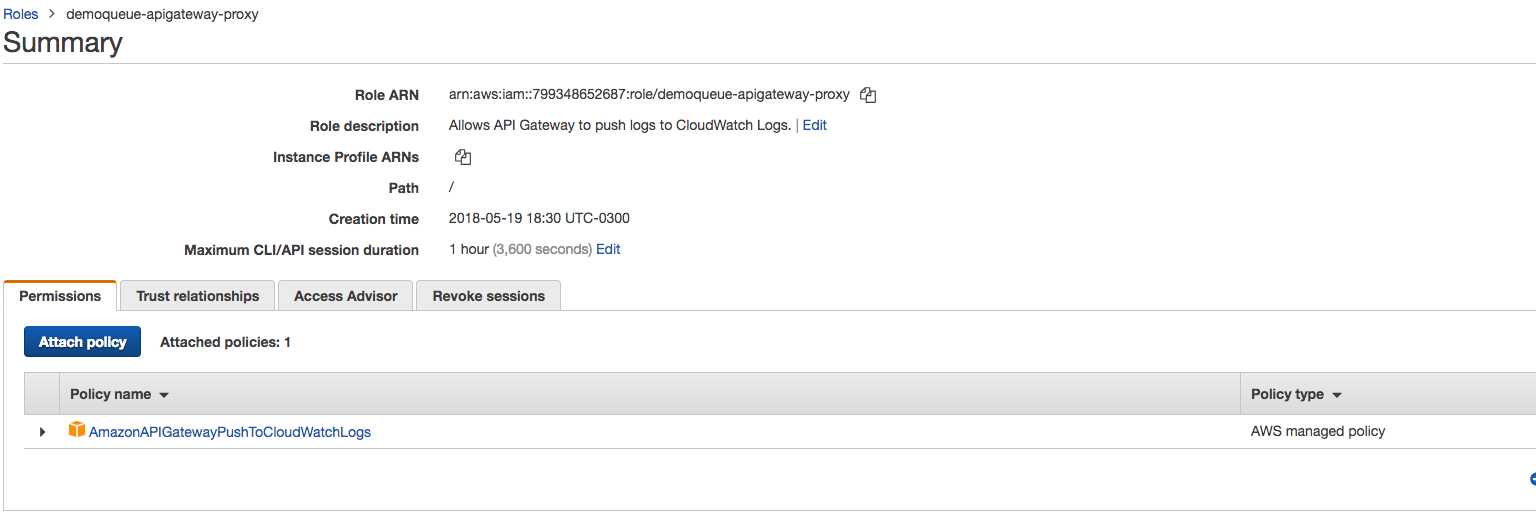 Roles > demoqueue-apigateway-proxy
Summary
Role ARN arn:aws:iam::799348652687:role/demoqueue-apigateway-proxy
Role description Allows API Gateway to push logs to CloudWatch Logs. | Edit
Instance Profile ARNs
Path /
Creation time 2018-05-19 18:30 UTC-0300
Maximum CLI/API session duration 1 hour (3,600 seconds) Edit
Permissions Trust relationships Access Advisor Revoke sessions
Attach policy Attached policies: 1
Policy name Policy type
AmazonAPIGatewayPushToCloudWatchLogs AWS managed policy